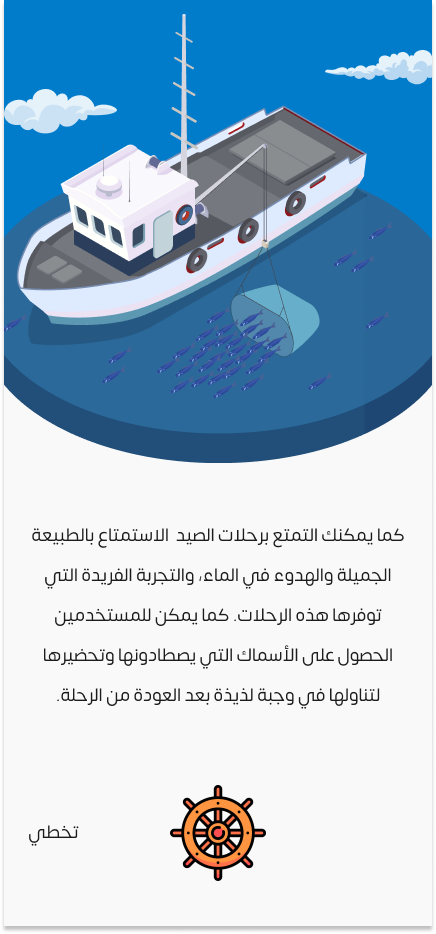 كما يمكنك التمتع برحلات الصيد الاستمتاع بالطبيعة
الجميلة والهدوء في الماء، والتجربة الفريدة التي
توفرها هذه الرحلات. كما يمكن للمستخدمين
الحصول على الأسماك التي يصطادونها وتحضيرها
لتناولها في وجبة لذيذة بعد العودة من الرحلة.
تخطي